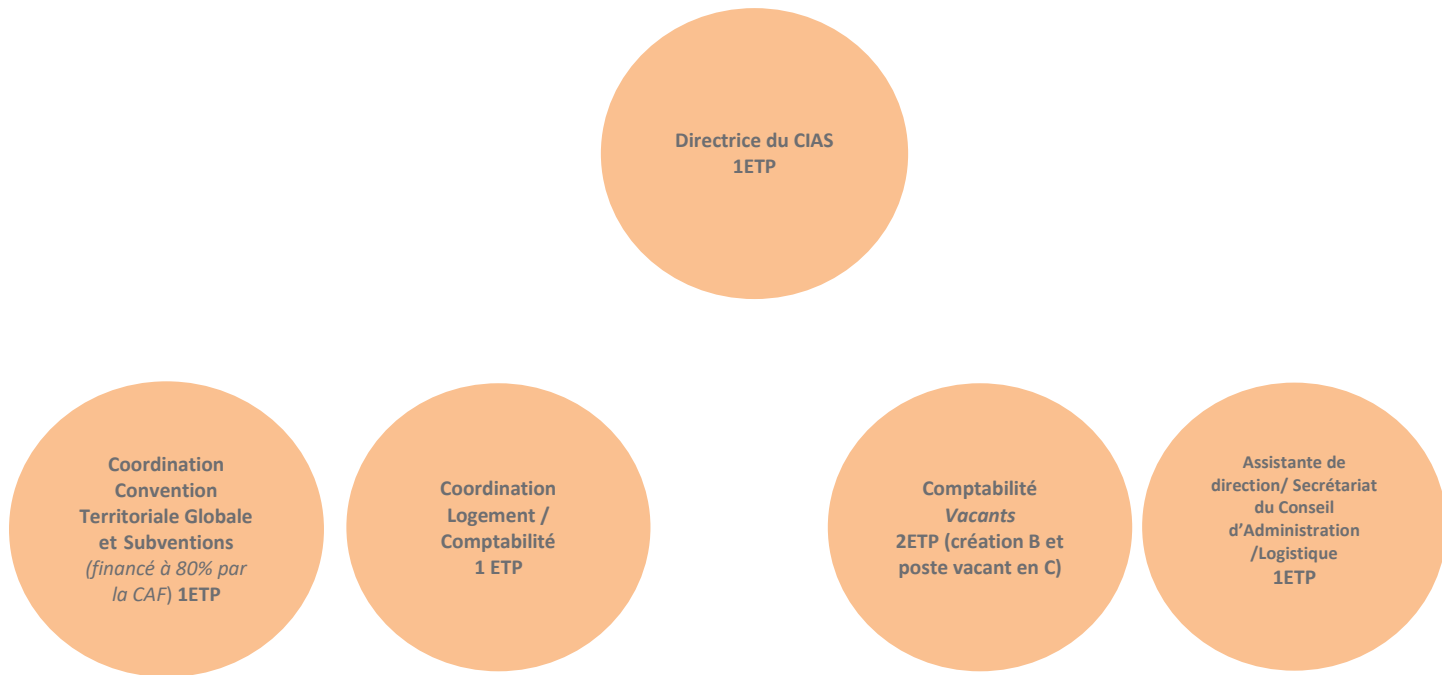 Directrice du CIAS
1ETP
Coordination
Convention
Territoriale Globale
et Subventions
(financé à 80% par
la CAF) 1ETP
Coordination
Logement /
Comptabilité
1 ETP
Comptabilité
Vacants
2ETP (création B et
poste vacant en C)
Assistante de
direction/ Secrétariat
du Conseil
d’Administration
/Logistique
1ETP